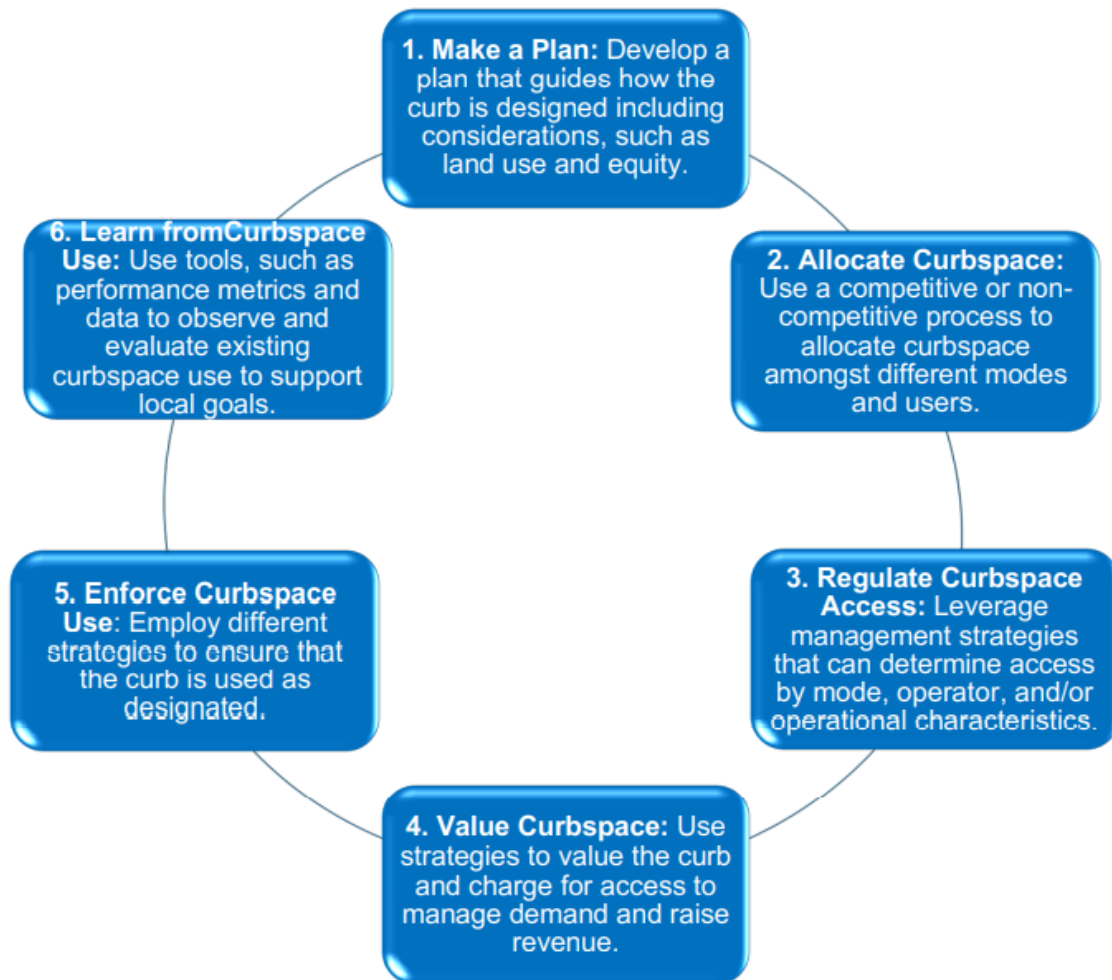 1. Make a Plan: Develop a
plan that guides how the
curb is designed including
considerations, such as
land use and equity.
2. Allocate Curbspace:
Use a competitive or non-
competitive process to
allocate curbspace
amongst different modes
and users.
3. Regulate Curbspace
Access: Leverage
management strategies
that can determine access
by mode, operator, and/or
operational characteristics.
4. Value Curbspace: Use
strategies to value the curb
and charge for access to
manage demand and raise
revenue.
5. Enforce Curbspace
Use: Employ different
strategies to ensure that
the curb is used as
designated.
6. Learn fromCurbspace
Use: Use tools, such as
performance metrics and
data to observe and
evaluate existing
curbspace use to support
local goals.